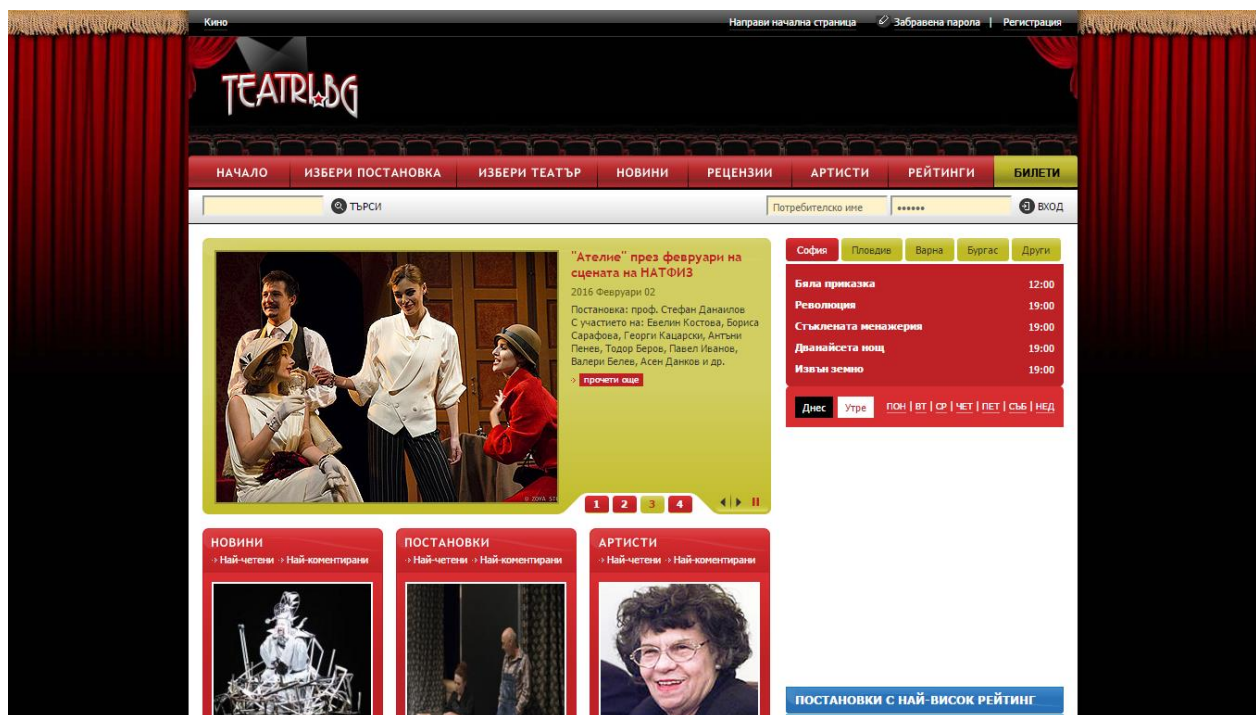 Кино
Направи начална страница
Забравена парола | Регистрация
TEATRI.BG
НАЧАЛО
ИЗБЕРИ ПОСТАНОВКА
ИЗБЕРИ ТЕАТЪР
НОВИНИ
РЕЦЕНЗИИ
АРТИСТИ
РЕЙТИНГИ
БИЛЕТИ
ТЪРСИ
Потребителско име
••••••
ВХОД
"Ателие" през февруари на
сцената на НАТФИЗ
2016 Февруари 02
Постановка: проф. Стефан Данаилов
С участието на: Евелин Костова, Бориса
Сарафова, Георги Кацарски, Антъни
Пенев, Тодор Беров, Павел Иванов,
Валери Белев, Асен Данков и др.
прочети още
© ZOYA
1 2 3 4
София
Пловдив
Варна
Бургас
Други
Бяла приказка 12:00
Революция 19:00
Стъклената менажерия 19:00
Дванайсета нощ 19:00
Извън земно 19:00
Днес
Утре
ПОН | ВТ | СР | ЧЕТ | ПЕТ | СЪБ | НЕД
НОВИНИ
Най-четени Най-коментирани
ПОСТАНОВКИ
Най-четени Най-коментирани
АРТИСТИ
Най-четени Най-коментирани
ПОСТАНОВКИ С НАЙ-ВИСОК РЕЙТИНГ